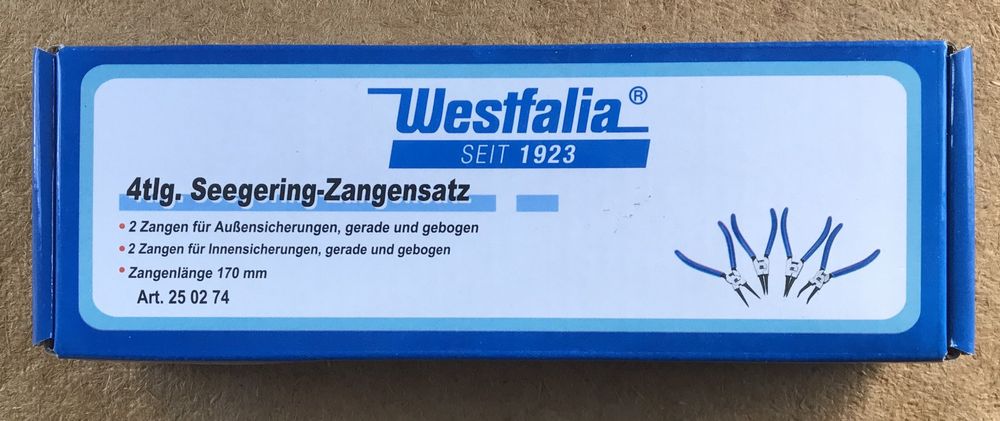 Westfalia®
SEIT 1923
4tlg. Seegering-Zangensatz
• 2 Zangen für Außensicherungen, gerade und gebogen
• 2 Zangen für Innensicherungen, gerade und gebogen
• Zangenlänge 170 mm
Art. 25 02 74